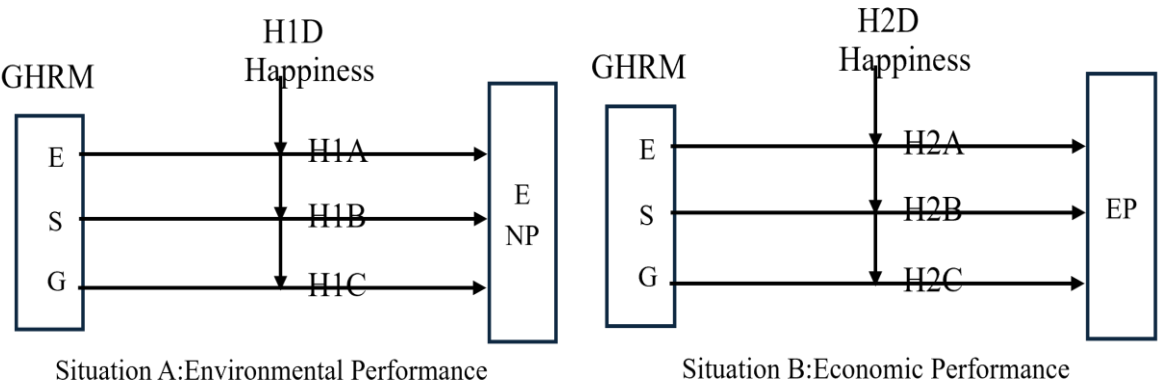 H1D
Happiness
GHRM
E
H1A
S
H1B
G
H1C
E
NP
Situation A:Environmental Performance
H2D
Happiness
GHRM
E
H2A
S
H2B
G
H2C
EP
Situation B:Economic Performance